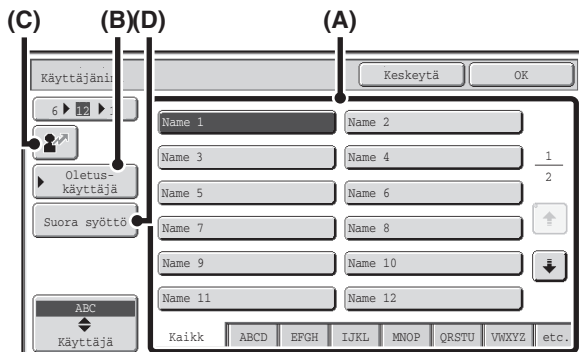 (C) (B)(D) (A)
Käyttäjänin
Keskeytä OK
6 12
Name 1 Name 2
Name 3 Name 4
1
2
Oletus-
käyttäjä
Name 5 Name 6
Suora syöttö
Name 7 Name 8
Name 9 Name 10
Name 11 Name 12
ABC
Käyttäjä
Kaikk ABCD EFGH IJKL MNOP QRSTU VWXYZ etc.